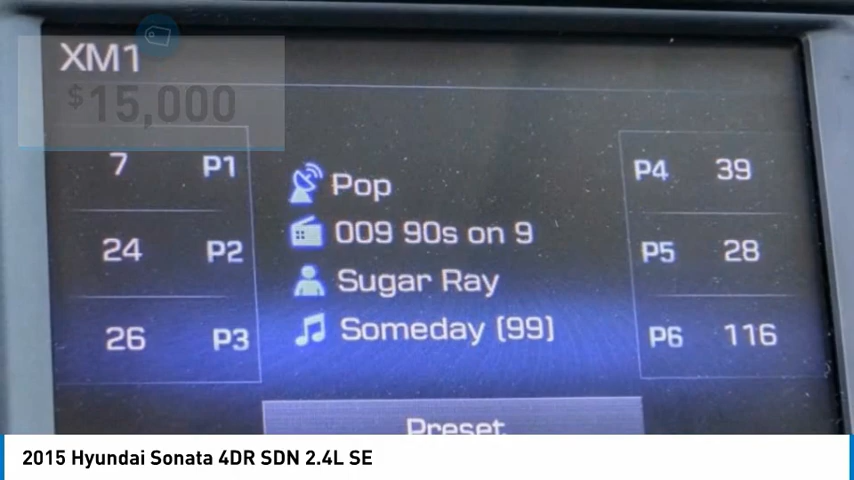 XM1
$15,000
7 P1
24 P2
26 P3
Pop
009 90s on 9
Sugar Ray
Someday (99)
P4 39
P5 28
P6 116
Preset
2015 Hyundai Sonata 4DR SDN 2.4L SE